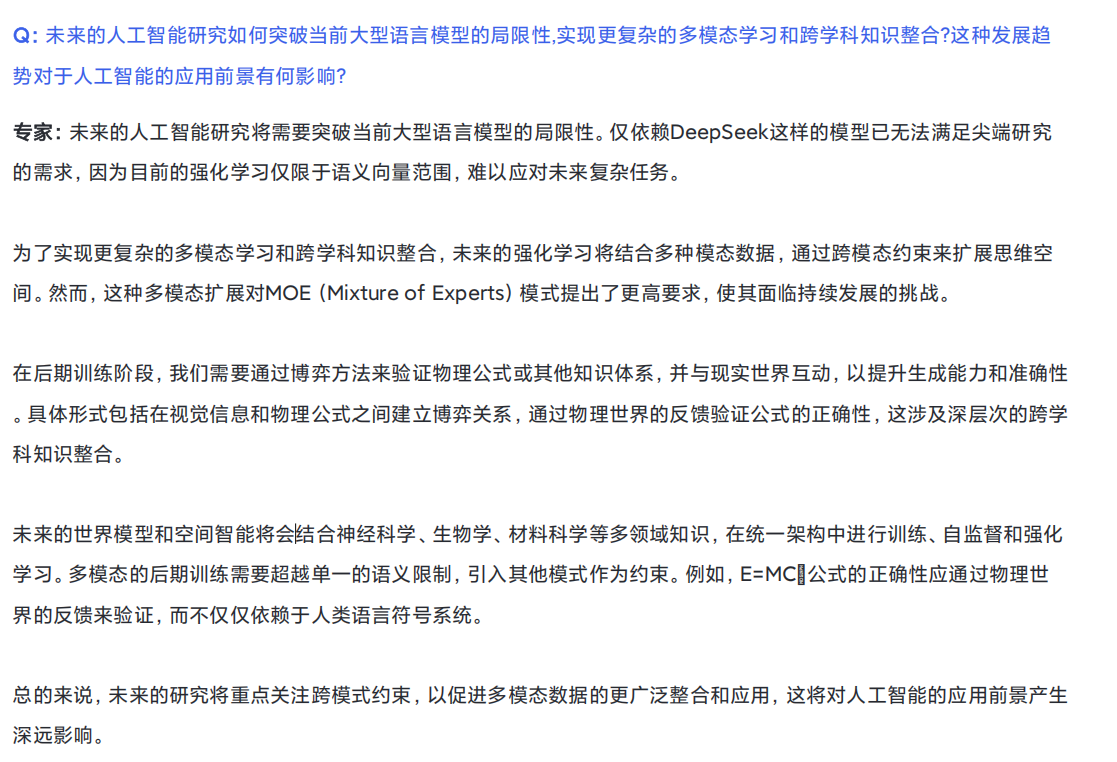 Q: 未来的人工智能研究如何突破当前大型语言模型的局限性,实现更复杂的多模态学习和跨学科知识整合?这种发展趋
势对于人工智能的应用前景有何影响?
专家：未来的人工智能研究将需要突破当前大型语言模型的局限性。仅依赖DeepSeek这样的模型已无法满足尖端研究
的需求，因为目前的强化学习仅限于语义向量范围，难以应对未来复杂任务。
为了实现更复杂的多模态学习和跨学科知识整合，未来的强化学习将结合多种模态数据，通过跨模态约束来扩展思维空
间。然而，这种多模态扩展对MOE（Mixture of Experts）模式提出了更高要求，使其面临持续发展的挑战。
在后期训练阶段，我们需要通过博弈方法来验证物理公式或其他知识体系，并与现实世界互动，以提升生成能力和准确性
。具体形式包括在视觉信息和物理公式之间建立博弈关系，通过物理世界的反馈验证公式的正确性，这涉及深层次的跨学
科知识整合。
未来的世界模型和空间智能将会结合神经科学、生物学、材料科学等多领域知识，在统一架构中进行训练、自监督和强化
学习。多模态的后期训练需要超越单一的语义限制，引入其他模式作为约束。例如，E=MC公式的正确性应通过物理世
界的反馈来验证，而不仅仅依赖于人类语言符号系统。
总的来说，未来的研究将重点关注跨模式约束，以促进多模态数据的更广泛整合和应用，这将对人工智能的应用前景产生
深远影响。